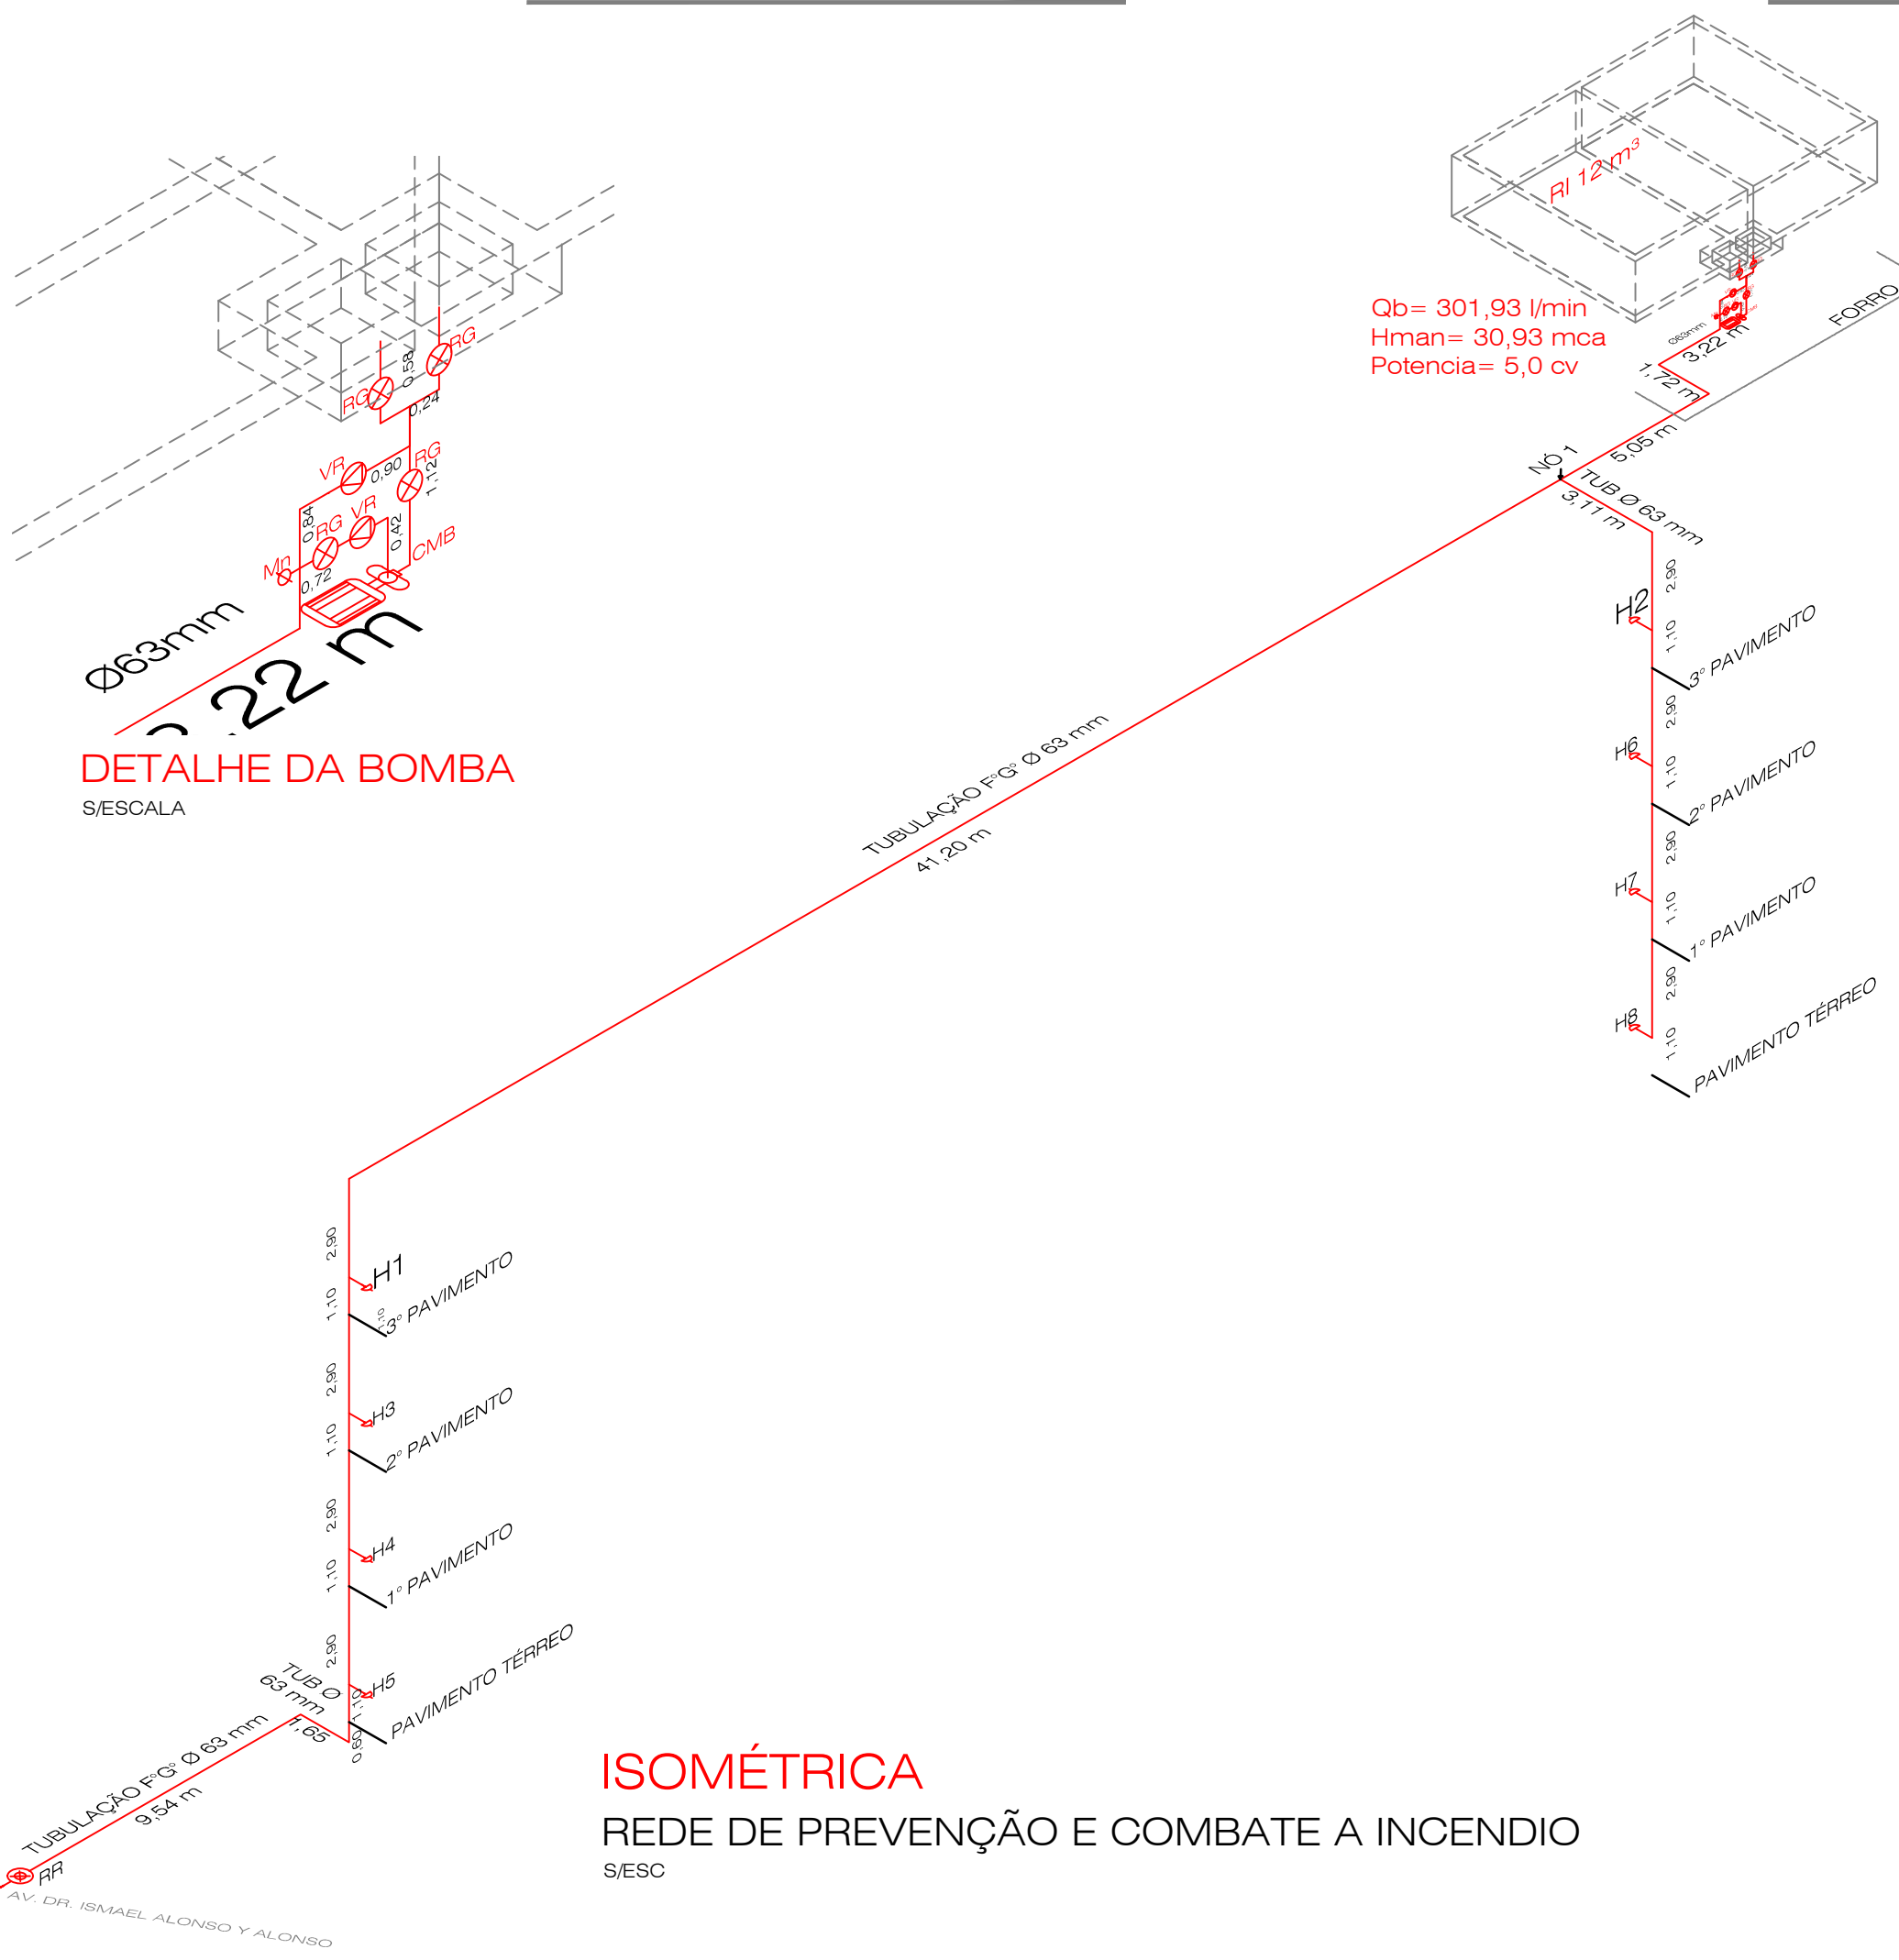 RI 12 m³
Qb= 301,93 l/min
Hman= 30,93 mca
Potencia= 5,0 cv
FORRO
Ø63mm
3,22 m
1,72 m
5,05 m
NÓ 1
TUB Ø 63 mm
3,11 m
2,90
H2
1,10
3° PAVIMENTO
2,90
H6
1,10
2° PAVIMENTO
2,90
H7
1,10
1° PAVIMENTO
2,90
H8
1,10
PAVIMENTO TÉRREO
RG
0,58
RG
0,24
VR
0,90
RG
1,12
0,84
RG
VR
0,42
CMB
Mn
0,72
Ø63mm
,22 m
DETALHE DA BOMBA
S/ESCALA
TUBULAÇÃO F°G° Ø 63 mm
41,20 m
2,90
H1
1,10
1,10
3° PAVIMENTO
2,90
H3
1,10
2° PAVIMENTO
2,90
H4
1,10
1° PAVIMENTO
2,90
H5
1,10
PAVIMENTO TÉRREO
0,60
TUB Ø
63 mm
1,65
TUBULAÇÃO F°G° Ø 63 mm
9,54 m
RR
AV. DR. ISMAEL ALONSO Y ALONSO
ISOMÉTRICA
REDE DE PREVENÇÃO E COMBATE A INCENDIO
S/ESC